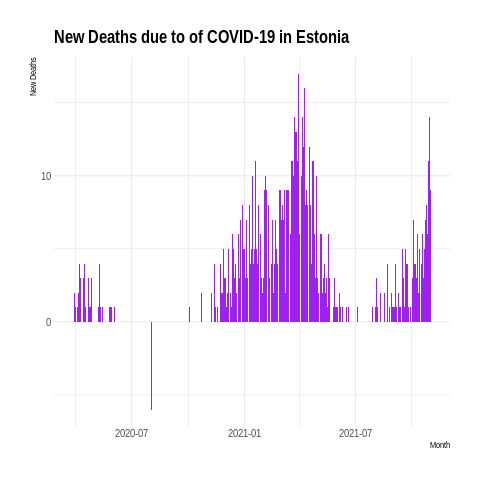 New Deaths due to of COVID-19 in Estonia
New Deaths
10
0
2020-07
2021-01
2021-07
Month